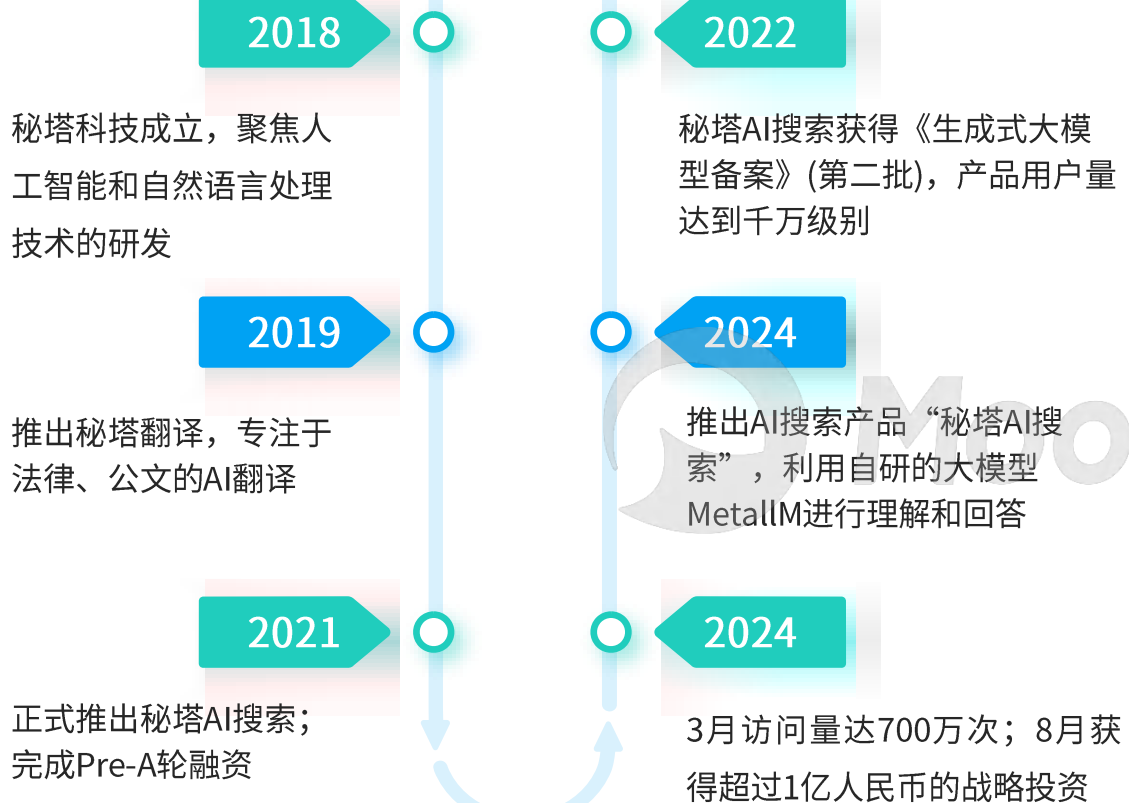 2018
秘塔科技成立，聚焦人
工智能和自然语言处理
技术的研发
2019
推出秘塔翻译，专注于
法律、公文的AI翻译
2021
正式推出秘塔AI搜索；
完成Pre-A轮融资
2022
秘塔AI搜索获得《生成式大模
型备案》(第二批)，产品用户量
达到千万级别
2024
推出AI搜索产品“秘塔AI搜
索”，利用自研的大模型
MetallM进行理解和回答
2024
3月访问量达700万次；8月获
得超过1亿人民币的战略投资
Moo